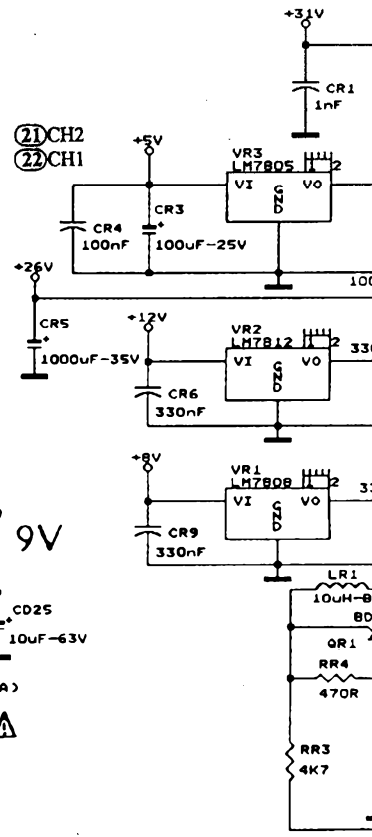 +31V
CR1
1nF
21 CH2
22 CH1
+5V
VR3
LM7805
1 2
VI VO
GND
CR4
100nF
CR3
100uF-25V
+26V
100
CR5
1000uF-35V
+12V
VR2
LM7812
1 2
330
VI VO
GND
CR6
330nF
+8V
VR1
LM7808
1 2
33
VI VO
GND
CR9
330nF
9V
LR1
10uH-B
CD25
10uF-63V
BD
QR1
RR4
470R
A)
RR3
4K7